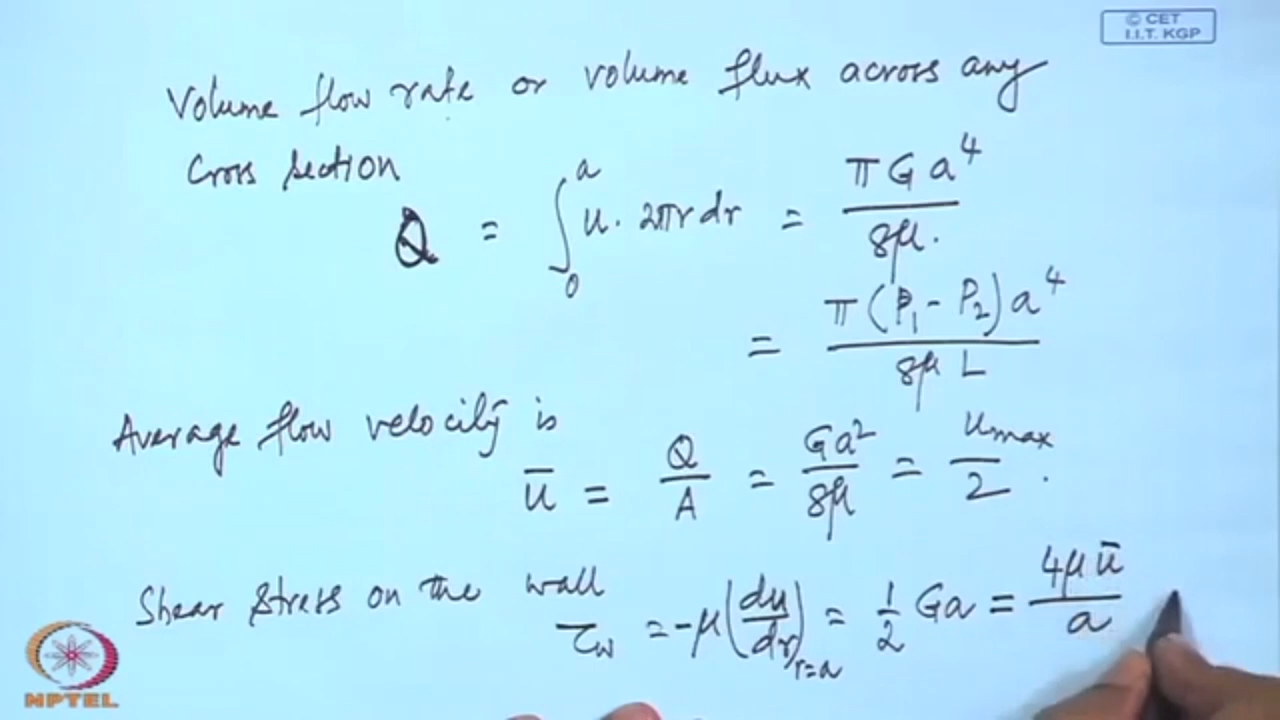 © CET
I.I.T. KGP
Volume flow rate or volume flux across any
Cross section
Q = ∫₀ᵃ u. 2πr dr = πGa⁴ / 8μ.
= π(P₁ - P₂)a⁴ / 8μL
Average flow velocity is
ū = Q/A = Ga²/8μ = umax/2.
Shear stress on the wall
τw = -μ(du/dr)r=a = 1/2 Ga = 4μū/a
NPTEL